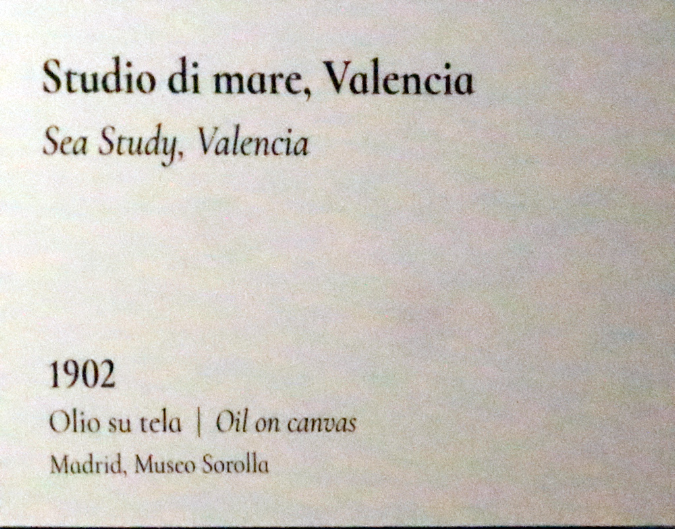 Studio di mare, Valencia
Sea Study, Valencia
1902
Olio su tela | Oil on canvas
Madrid, Museo Sorolla